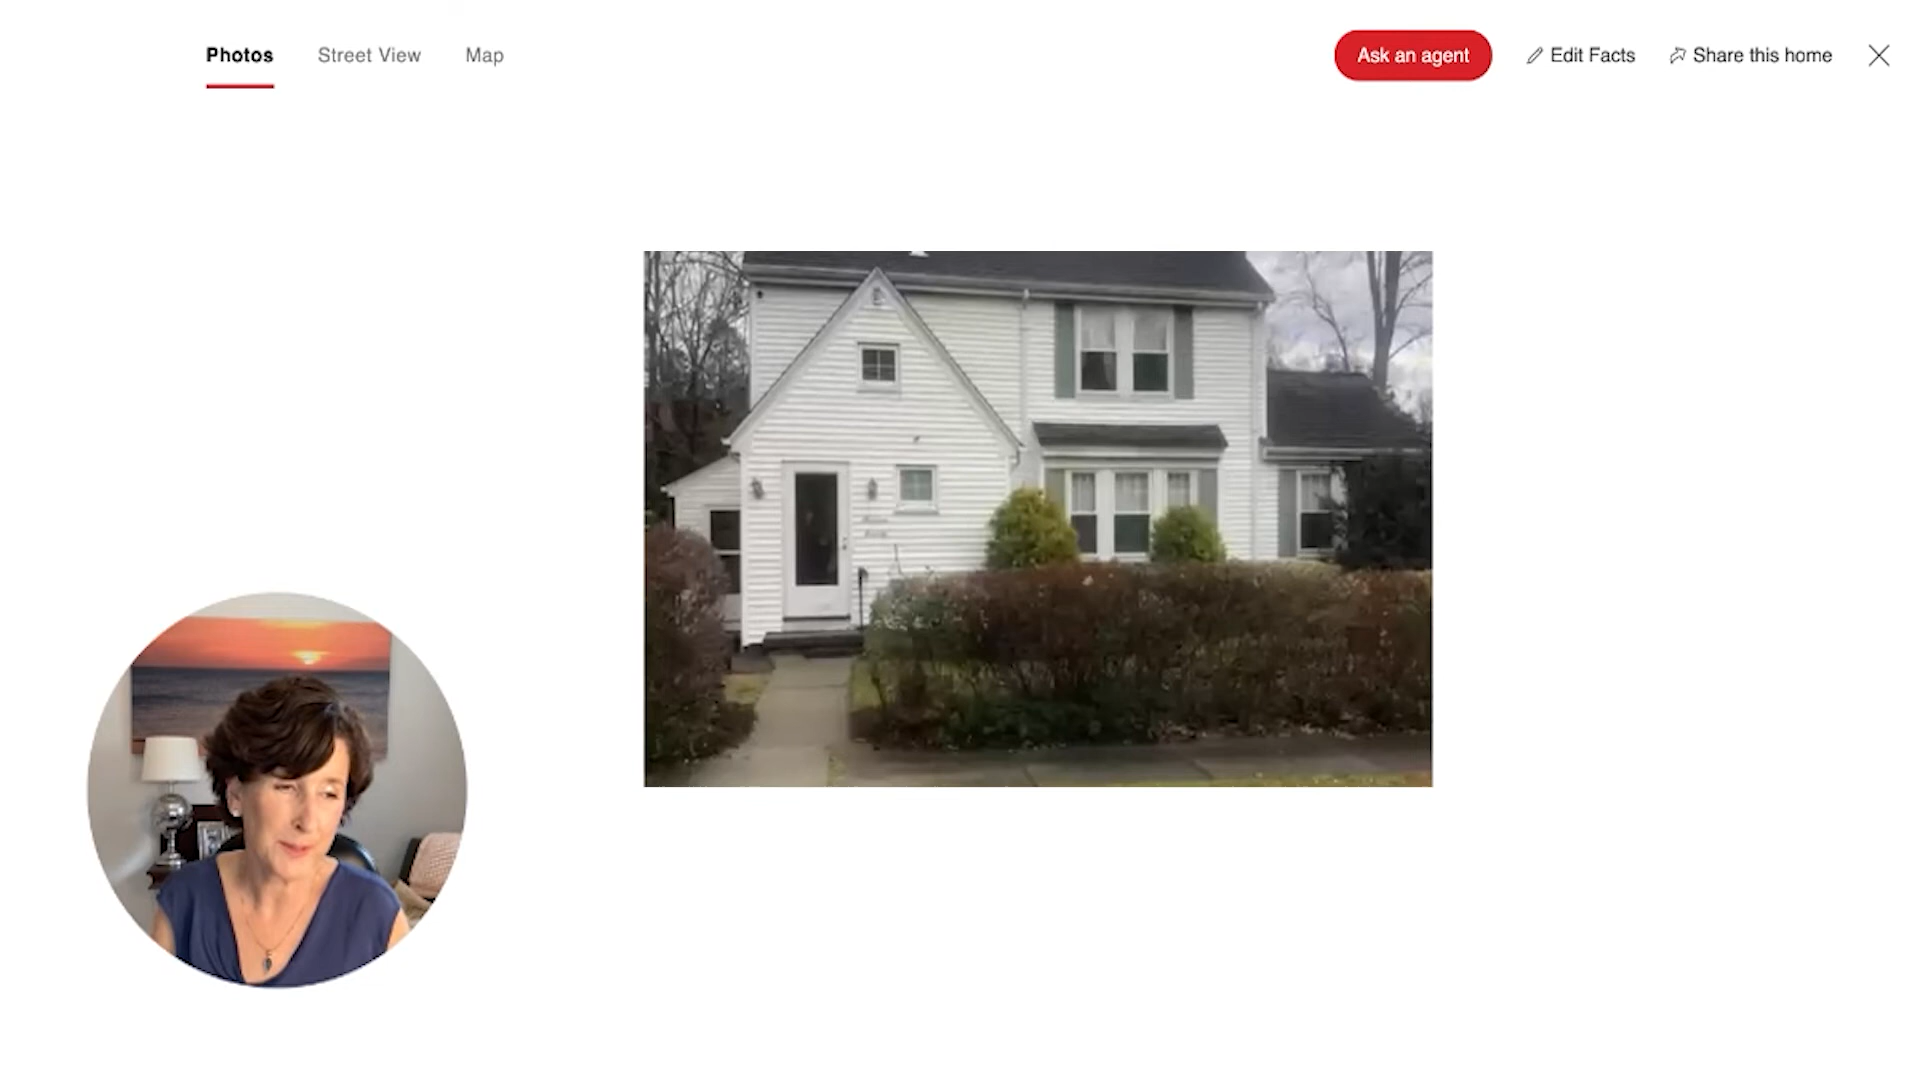 Photos
Street View
Map
Ask an agent
Edit Facts
Share this home